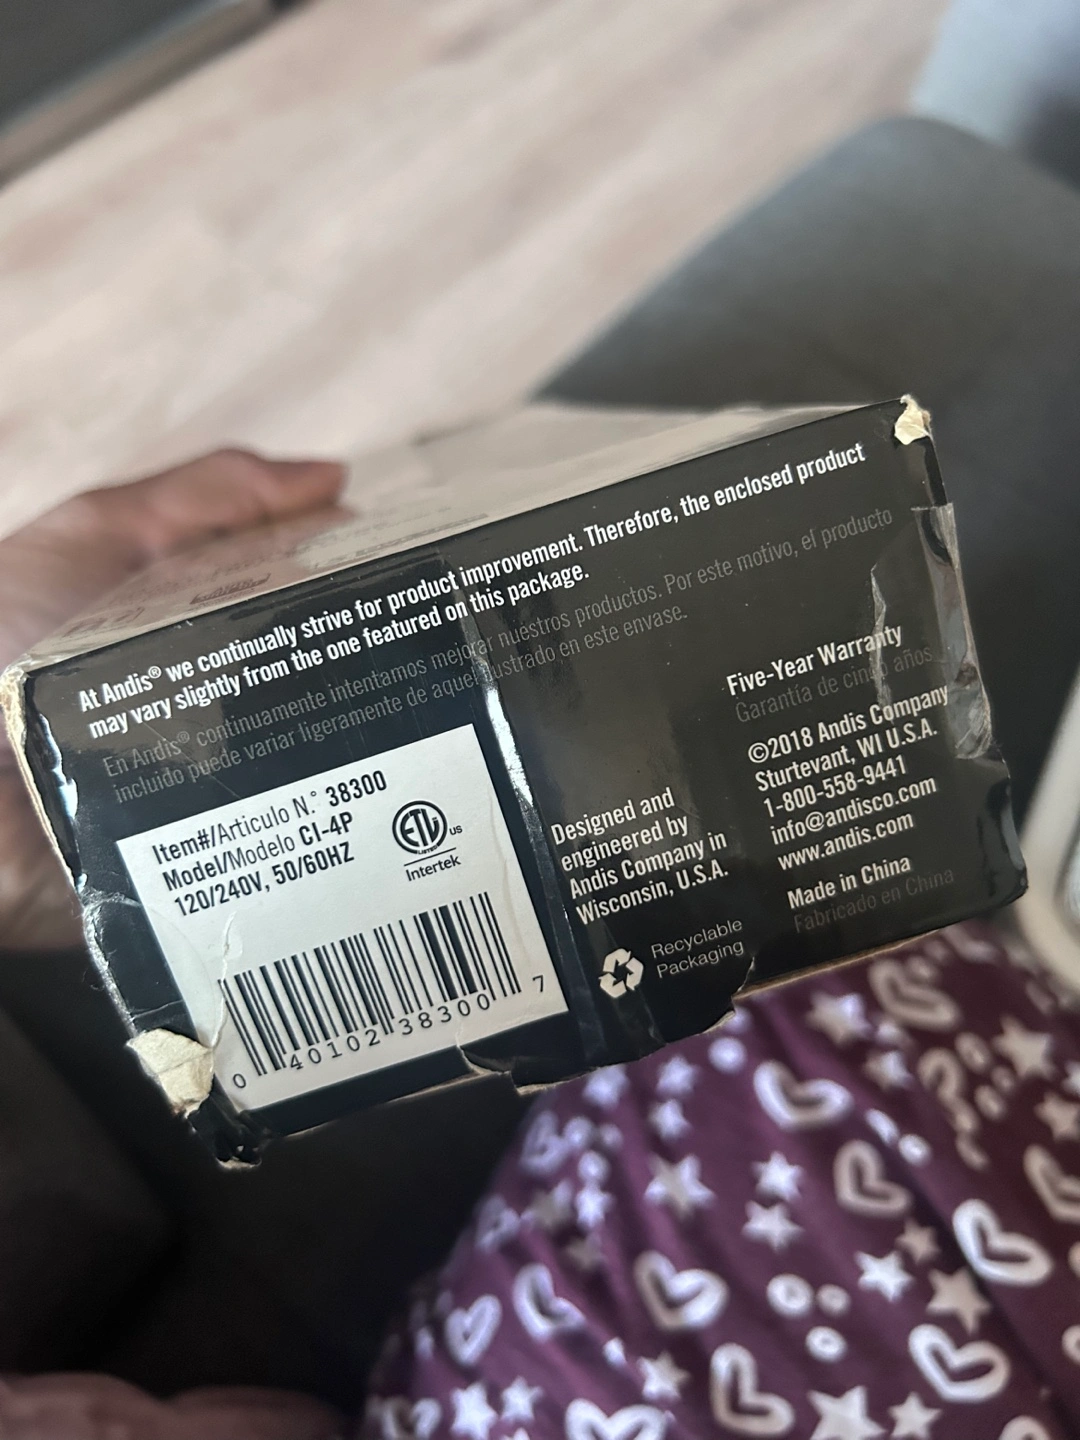 At Andis® we continually strive for product improvement. Therefore, the enclosed product
may vary slightly from the one featured on this package.
En Andis® continuamente intentamos mejorar nuestros productos. Por este motivo, el producto
incluido puede variar ligeramente de aquel ilustrado en este envase.
Item#/Articulo N.° 38300
Model/Modelo CI-4P
120/240V, 50/60HZ
ETL
LISTED
US
Intertek
0 40102 38300 7
Designed and
engineered by
Andis Company in
Wisconsin, U.S.A.
Recyclable
Packaging
Five-Year Warranty
Garantía de cinco años
©2018 Andis Company
Sturtevant, WI U.S.A.
1-800-558-9441
info@andisco.com
www.andis.com
Made in China
Fabricado en China